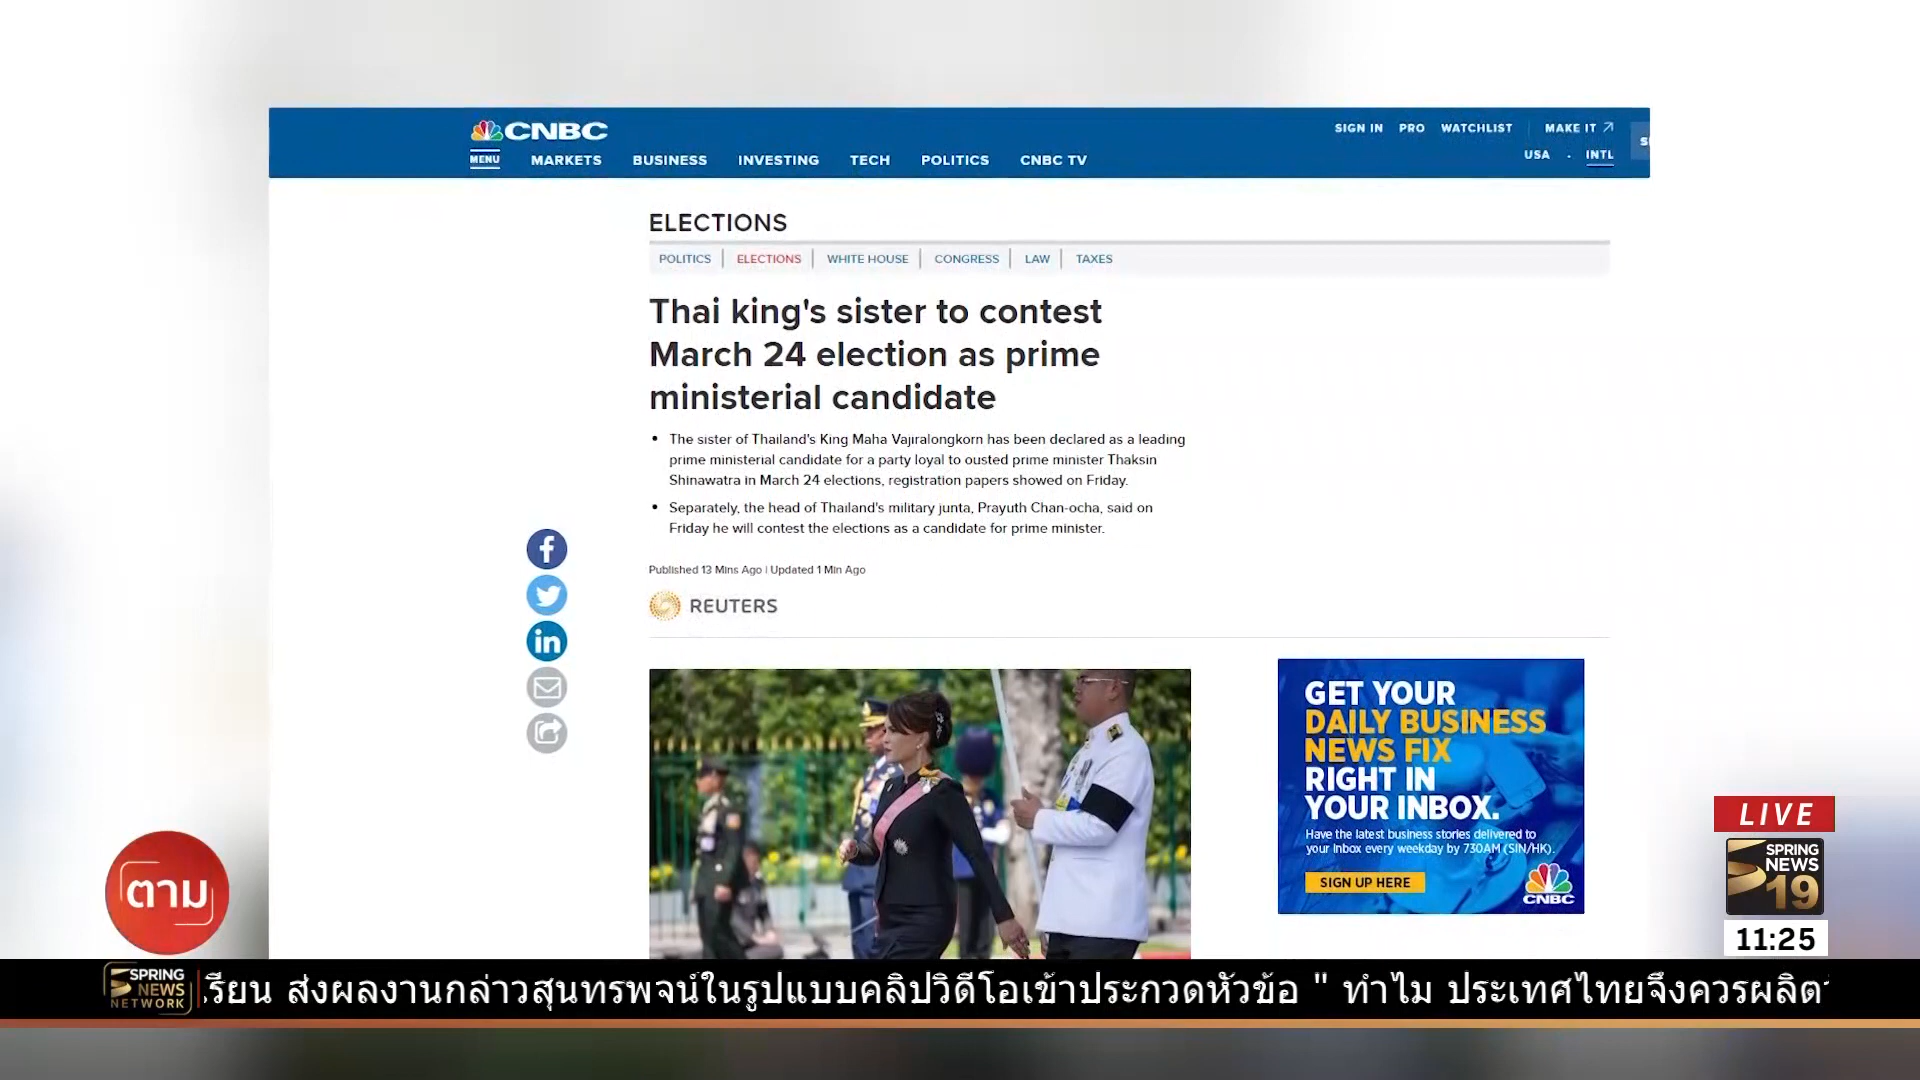 CNBC
SIGN IN PRO WATCHLIST MAKE IT
USA · INTL
MENU MARKETS BUSINESS INVESTING TECH POLITICS CNBC TV
ELECTIONS
POLITICS ELECTIONS WHITE HOUSE CONGRESS LAW TAXES
Thai king's sister to contest
March 24 election as prime
ministerial candidate
• The sister of Thailand's King Maha Vajiralongkorn has been declared as a leading
prime ministerial candidate for a party loyal to ousted prime minister Thaksin
Shinawatra in March 24 elections, registration papers showed on Friday.
• Separately, the head of Thailand's military junta, Prayuth Chan-ocha, said on
Friday he will contest the elections as a candidate for prime minister.
Published 13 Mins Ago | Updated 1 Min Ago
REUTERS
GET YOUR
DAILY BUSINESS
NEWS FIX
RIGHT IN
YOUR INBOX.
Have the latest business stories delivered to
your inbox every weekday by 730AM (SIN/HK).
SIGN UP HERE
CNBC
LIVE
SPRING
NEWS
19
11:25
ตาม
SPRING
NEWS
NETWORK
เรียน ส่งผลงานกล่าวสุนทรพจน์ในรูปแบบคลิปวิดีโอเข้าประกวดหัวข้อ " ทำไม ประเทศไทยจึงควรผลิต